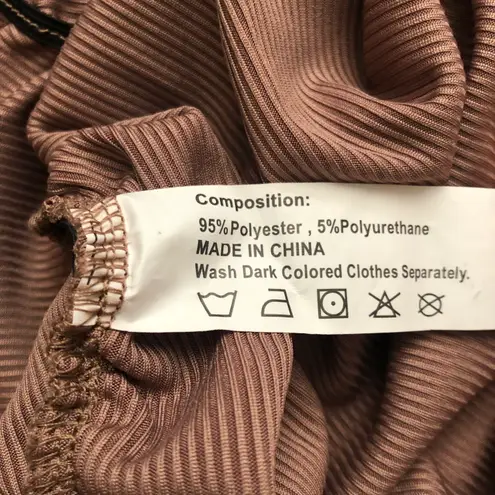 Composition:
95%Polyester , 5%Polyurethane
MADE IN CHINA
Wash Dark Colored Clothes Separately.